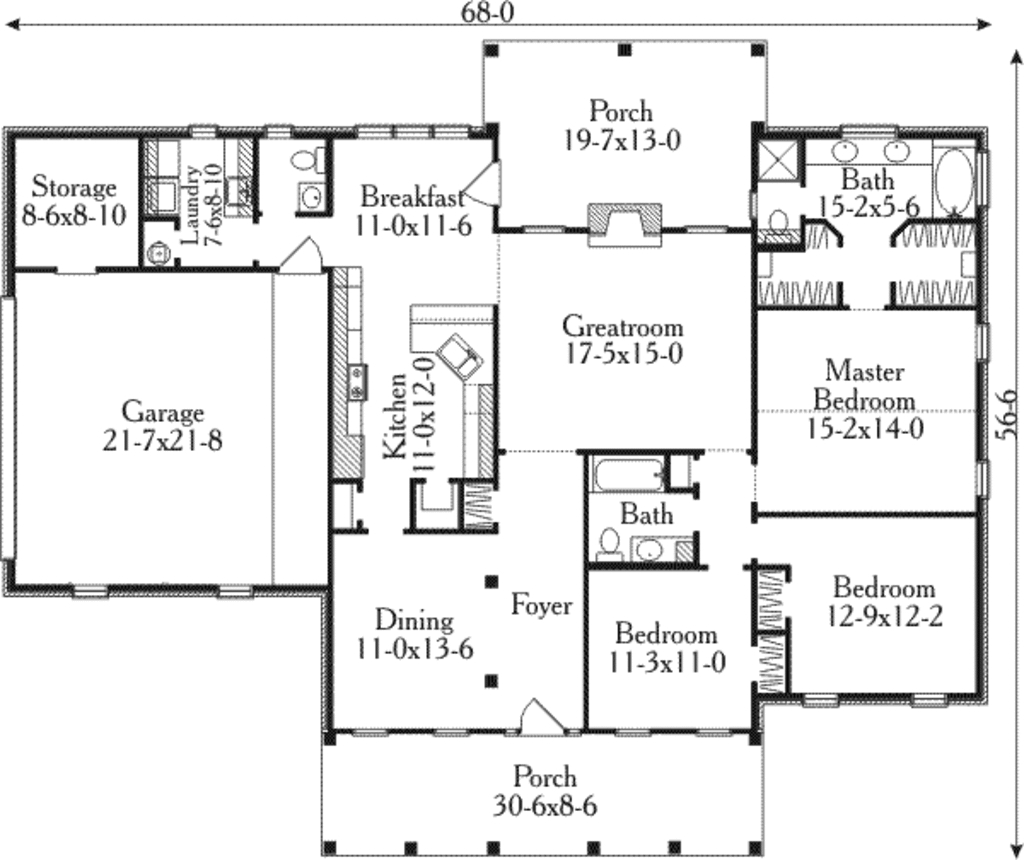 68-0
Porch
19-7x13-0
Storage
8-6x8-10
Laundry
7-6x8-10
Breakfast
11-0x11-6
Bath
15-2x5-6
Greatroom
17-5x15-0
Master
Bedroom
15-2x14-0
56-6
Garage
21-7x21-8
Kitchen
11-0x12-0
Bath
Bedroom
12-9x12-2
Foyer
Dining
11-0x13-6
Bedroom
11-3x11-0
Porch
30-6x8-6